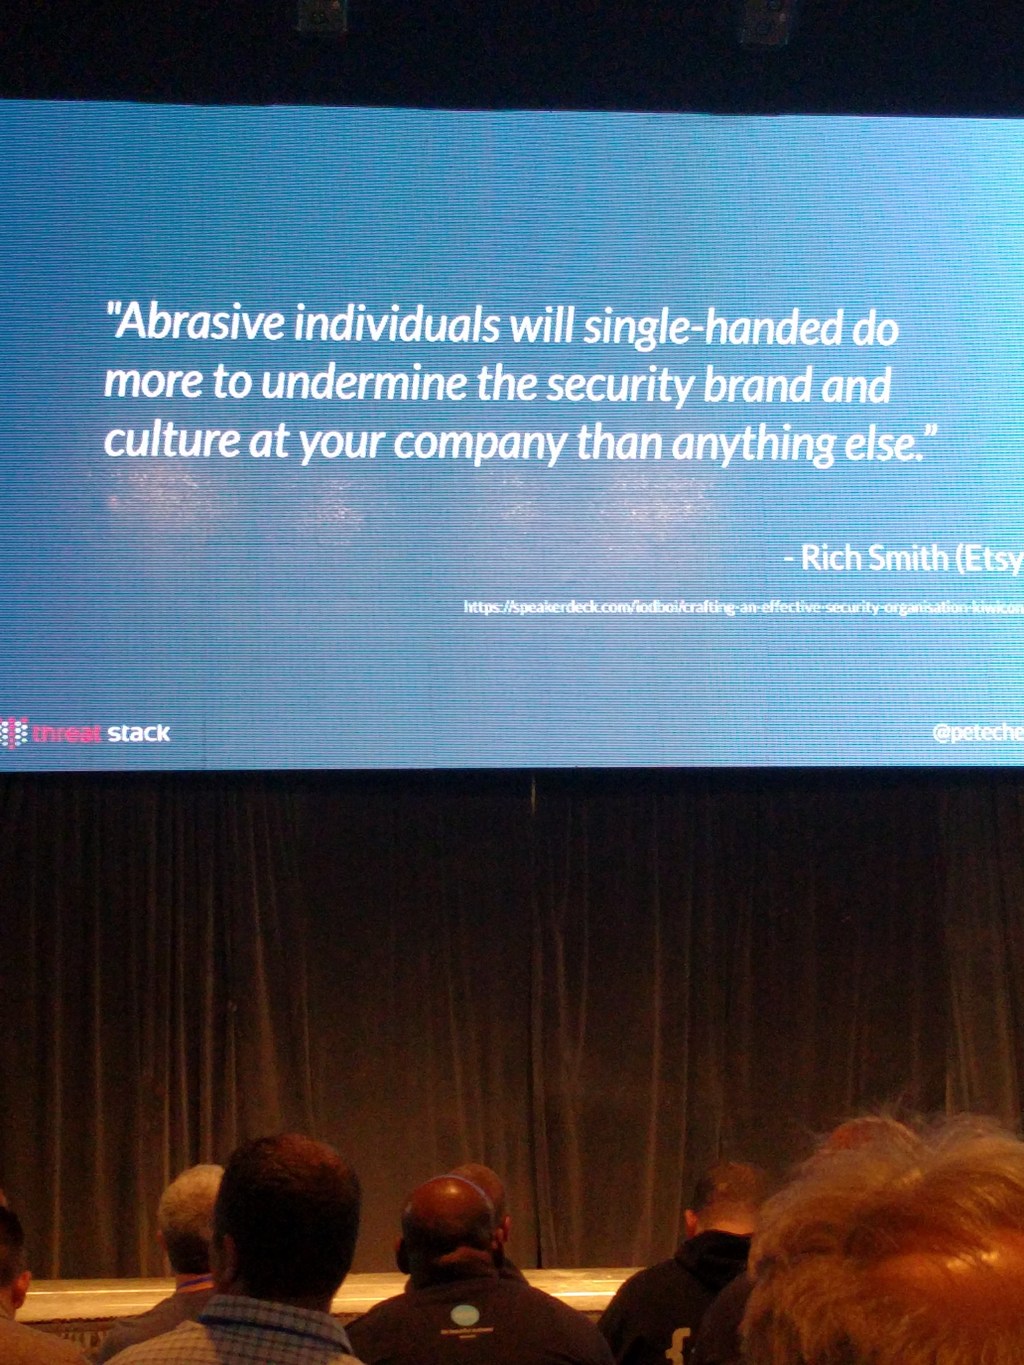 "Abrasive individuals will single-handed do
more to undermine the security brand and
culture at your company than anything else."
- Rich Smith (Etsy
https://speakerdeck.com/iodboi/crafting-an-effective-security-organisation-kiwicon
threat stack
@peteche
f